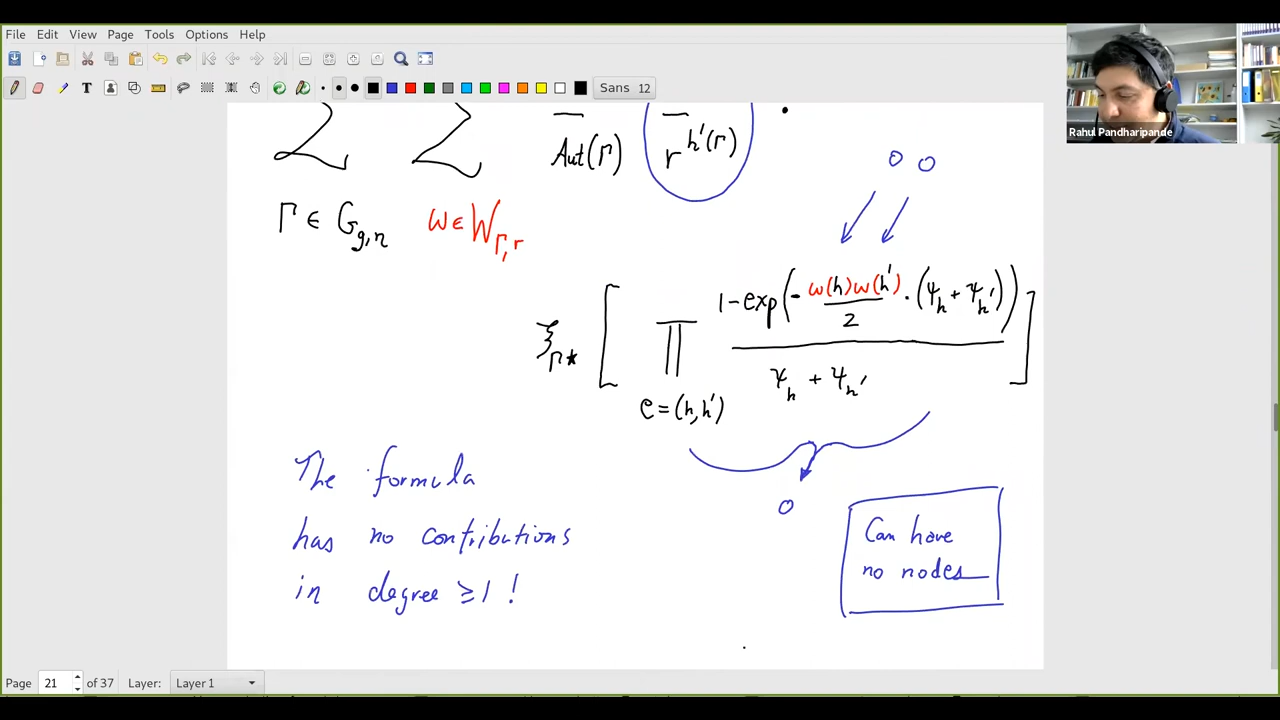 File Edit View Page Tools Options Help
Sans 12
Rahul Pandharipande
∑ ∑ Aut(Γ) r^{h'(Γ)} .
0 0
Γ ∈ G_{g,n} w ∈ W_{Γ,r}
ξ_{Γ*} [ ∏_{e=(h,h')} (1-exp(- w(h)w(h')/2 · (ψ_h + ψ_{h'}))) / (ψ_h + ψ_{h'}) ]
0
The formula
has no contributions
in degree ≥1 !
Can have
no nodes
Page 21 of 37 Layer: Layer 1